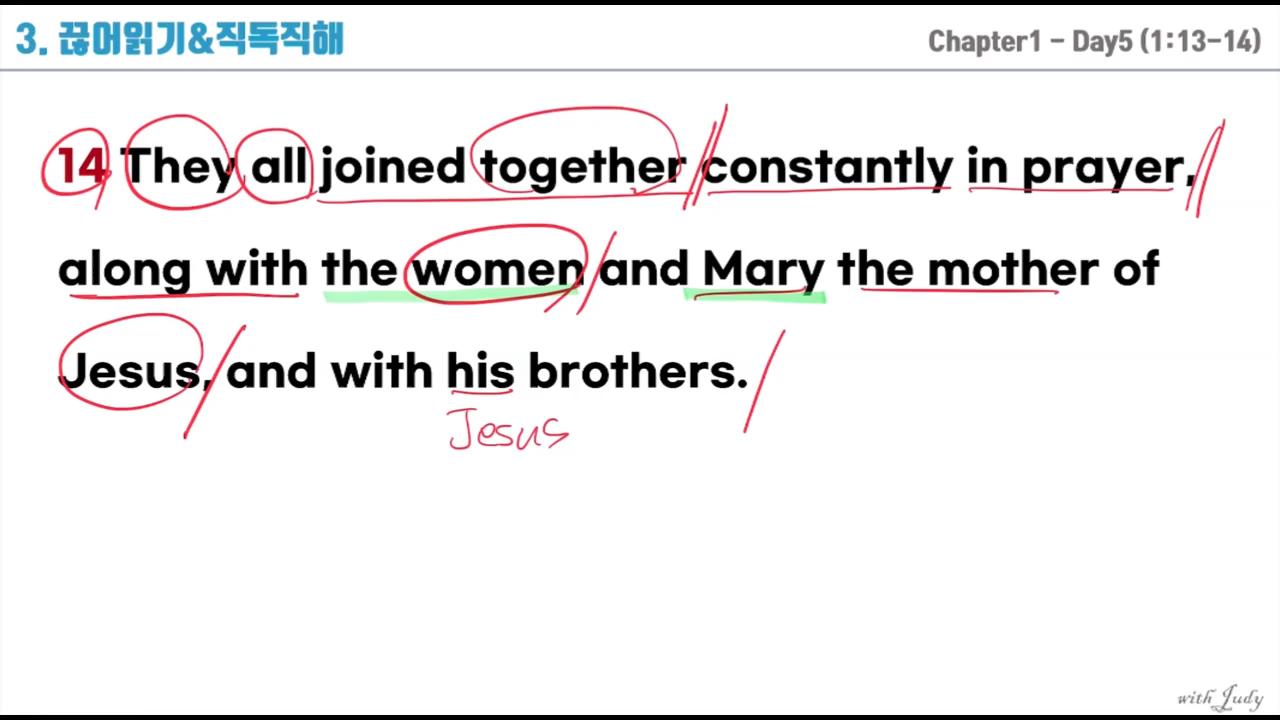 3. 끊어읽기&직독직해
Chapter1 - Day5 (1:13-14)
14 They all joined together constantly in prayer,
along with the women and Mary the mother of
Jesus, and with his brothers.
Jesus
with Judy